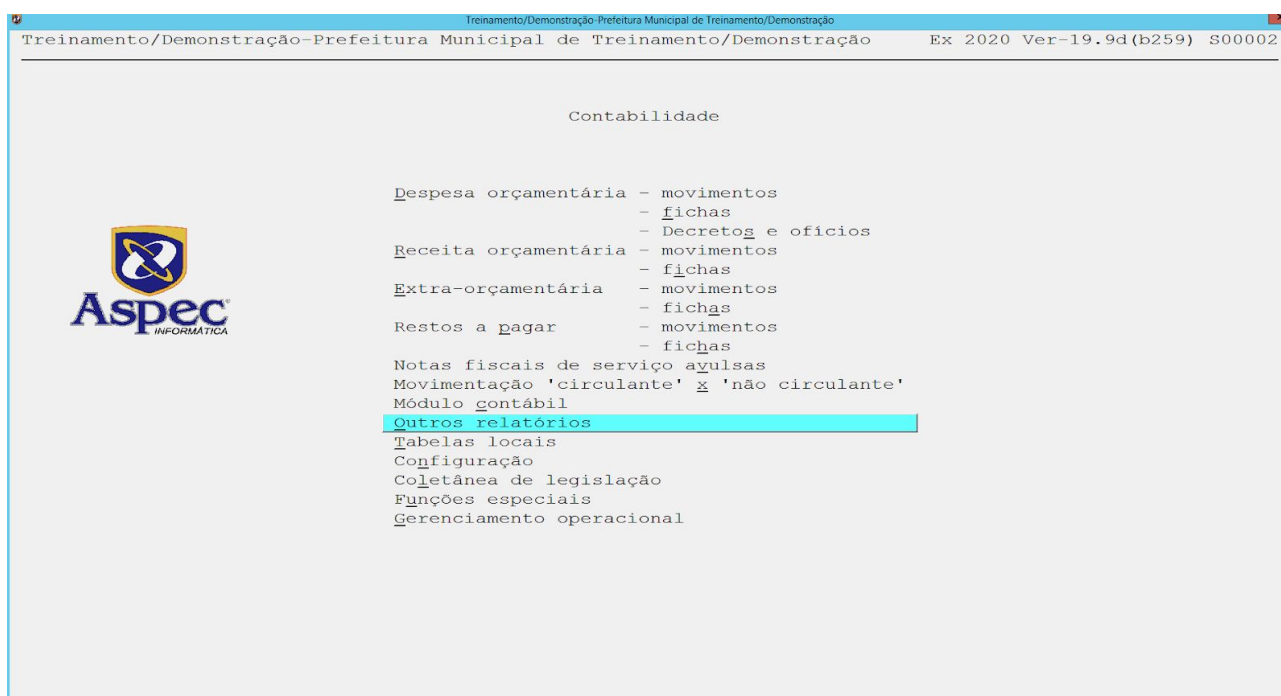 Treinamento/Demonstração-Prefeitura Municipal de Treinamento/Demonstração
Treinamento/Demonstração-Prefeitura Municipal de Treinamento/Demonstração Ex 2020 Ver-19.9d(b259) S00002
Contabilidade
Despesa orçamentária - movimentos
- fichas
- Decretos e ofícios
Receita orçamentária - movimentos
- fichas
Extra-orçamentária - movimentos
- fichas
Restos a pagar - movimentos
- fichas
Notas fiscais de serviço avulsas
Movimentação 'circulante' x 'não circulante'
Módulo contábil
Outros relatórios
Tabelas locais
Configuração
Coletânea de legislação
Funções especiais
Gerenciamento operacional
Aspec
INFORMÁTICA